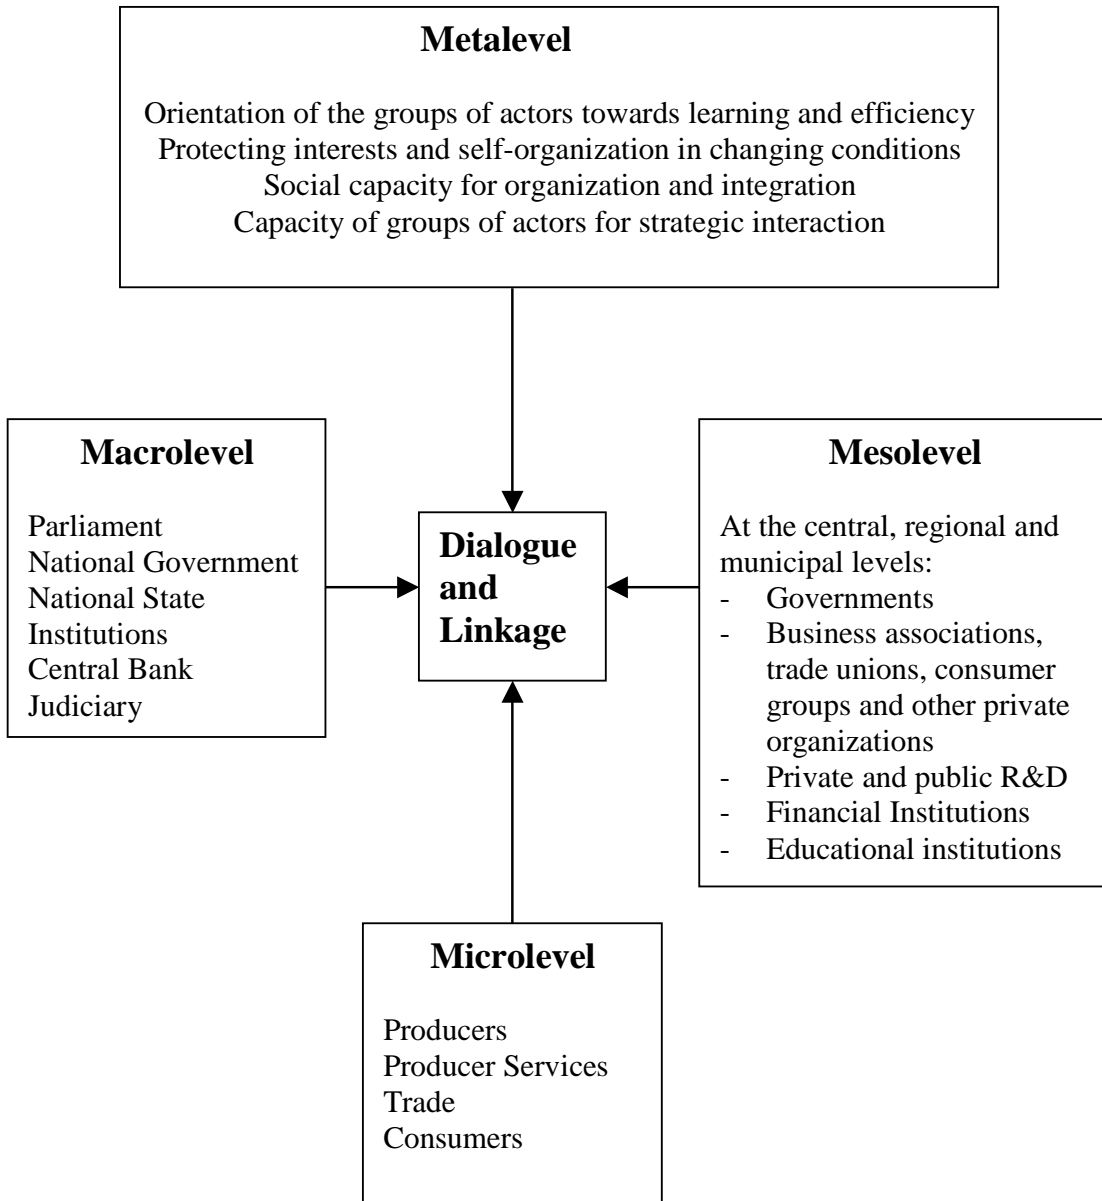 Metalevel
Orientation of the groups of actors towards learning and efficiency
Protecting interests and self-organization in changing conditions
Social capacity for organization and integration
Capacity of groups of actors for strategic interaction
Macrolevel
Parliament
National Government
National State
Institutions
Central Bank
Judiciary
Dialogue
and
Linkage
Mesolevel
At the central, regional and
municipal levels:
- Governments
- Business associations,
trade unions, consumer
groups and other private
organizations
- Private and public R&D
- Financial Institutions
- Educational institutions
Microlevel
Producers
Producer Services
Trade
Consumers